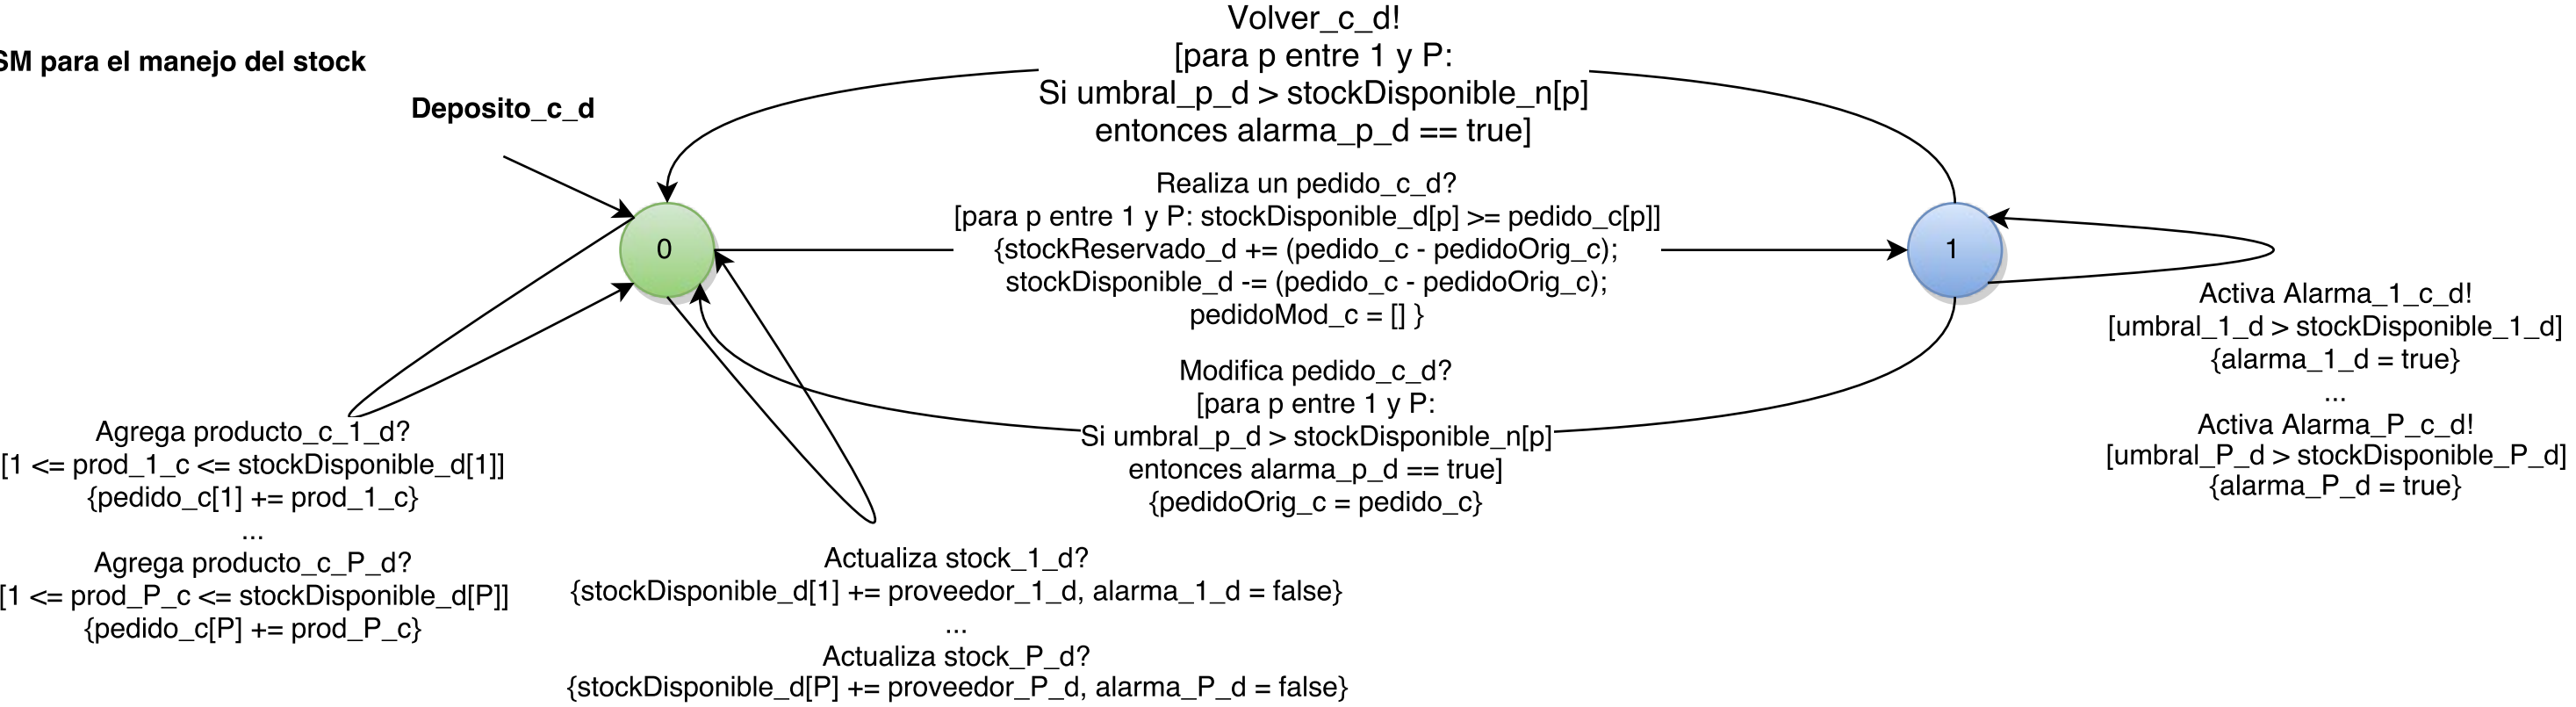 SM para el manejo del stock
Deposito_c_d
Volver_c_d!
[para p entre 1 y P:
Si umbral_p_d > stockDisponible_n[p]
entonces alarma_p_d == true]
Realiza un pedido_c_d?
[para p entre 1 y P: stockDisponible_d[p] >= pedido_c[p]]
{stockReservado_d += (pedido_c - pedidoOrig_c);
stockDisponible_d -= (pedido_c - pedidoOrig_c);
pedidoMod_c = [] }
0
1
Modifica pedido_c_d?
[para p entre 1 y P:
Si umbral_p_d > stockDisponible_n[p]
entonces alarma_p_d == true]
{pedidoOrig_c = pedido_c}
Activa Alarma_1_c_d!
[umbral_1_d > stockDisponible_1_d]
{alarma_1_d = true}
...
Activa Alarma_P_c_d!
[umbral_P_d > stockDisponible_P_d]
{alarma_P_d = true}
Agrega producto_c_1_d?
[1 <= prod_1_c <= stockDisponible_d[1]]
{pedido_c[1] += prod_1_c}
...
Agrega producto_c_P_d?
[1 <= prod_P_c <= stockDisponible_d[P]]
{pedido_c[P] += prod_P_c}
Actualiza stock_1_d?
{stockDisponible_d[1] += proveedor_1_d, alarma_1_d = false}
...
Actualiza stock_P_d?
{stockDisponible_d[P] += proveedor_P_d, alarma_P_d = false}